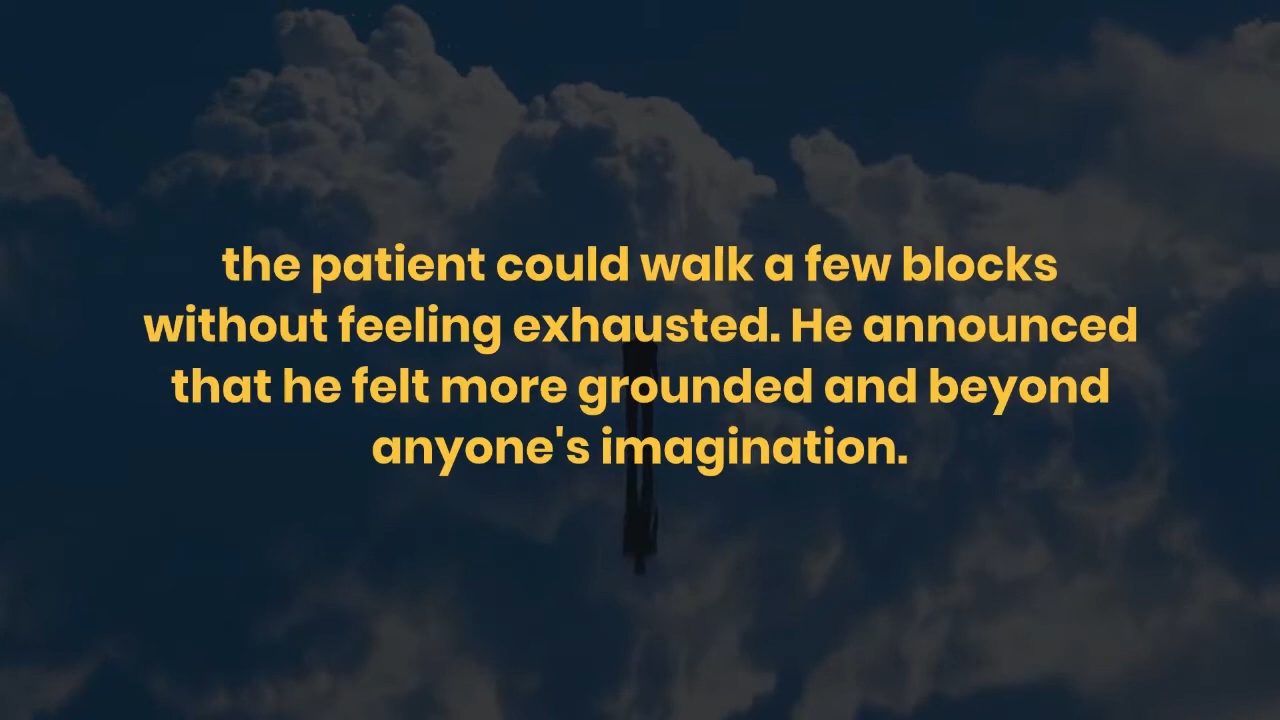 the patient could walk a few blocks
without feeling exhausted. He announced
that he felt more grounded and beyond
anyone's imagination.